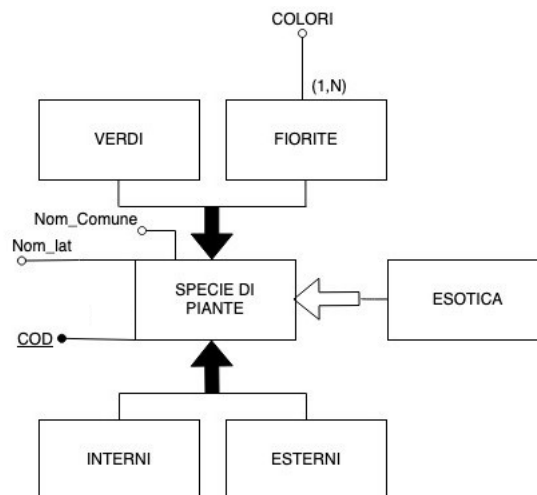 COLORI
(1,N)
VERDI
FIORITE
Nom_Comune
Nom_lat
SPECIE DI
PIANTE
ESOTICA
COD
INTERNI
ESTERNI